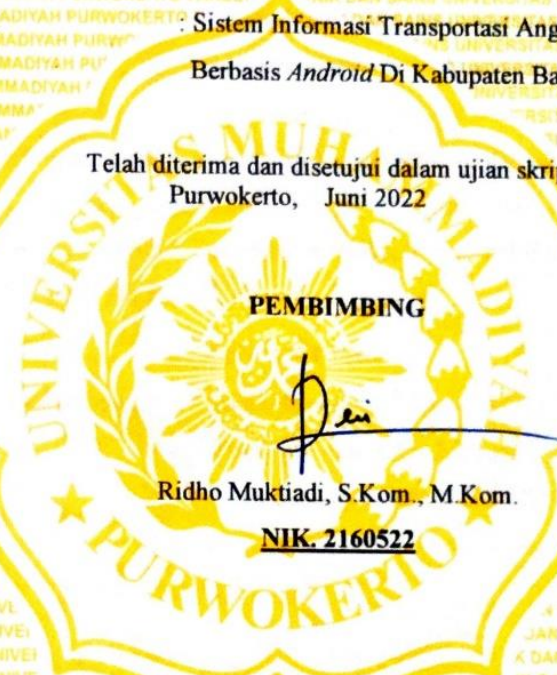 : Sistem Informasi Transportasi Ang
Berbasis Android Di Kabupaten Ba
Telah diterima dan disetujui dalam ujian skrip
Purwokerto, Juni 2022
UNIVERSITAS MUHAMMADIYAH
PEMBIMBING
Ridho Muktiadi, S.Kom., M.Kom.
NIK. 2160522
PURWOKERTO